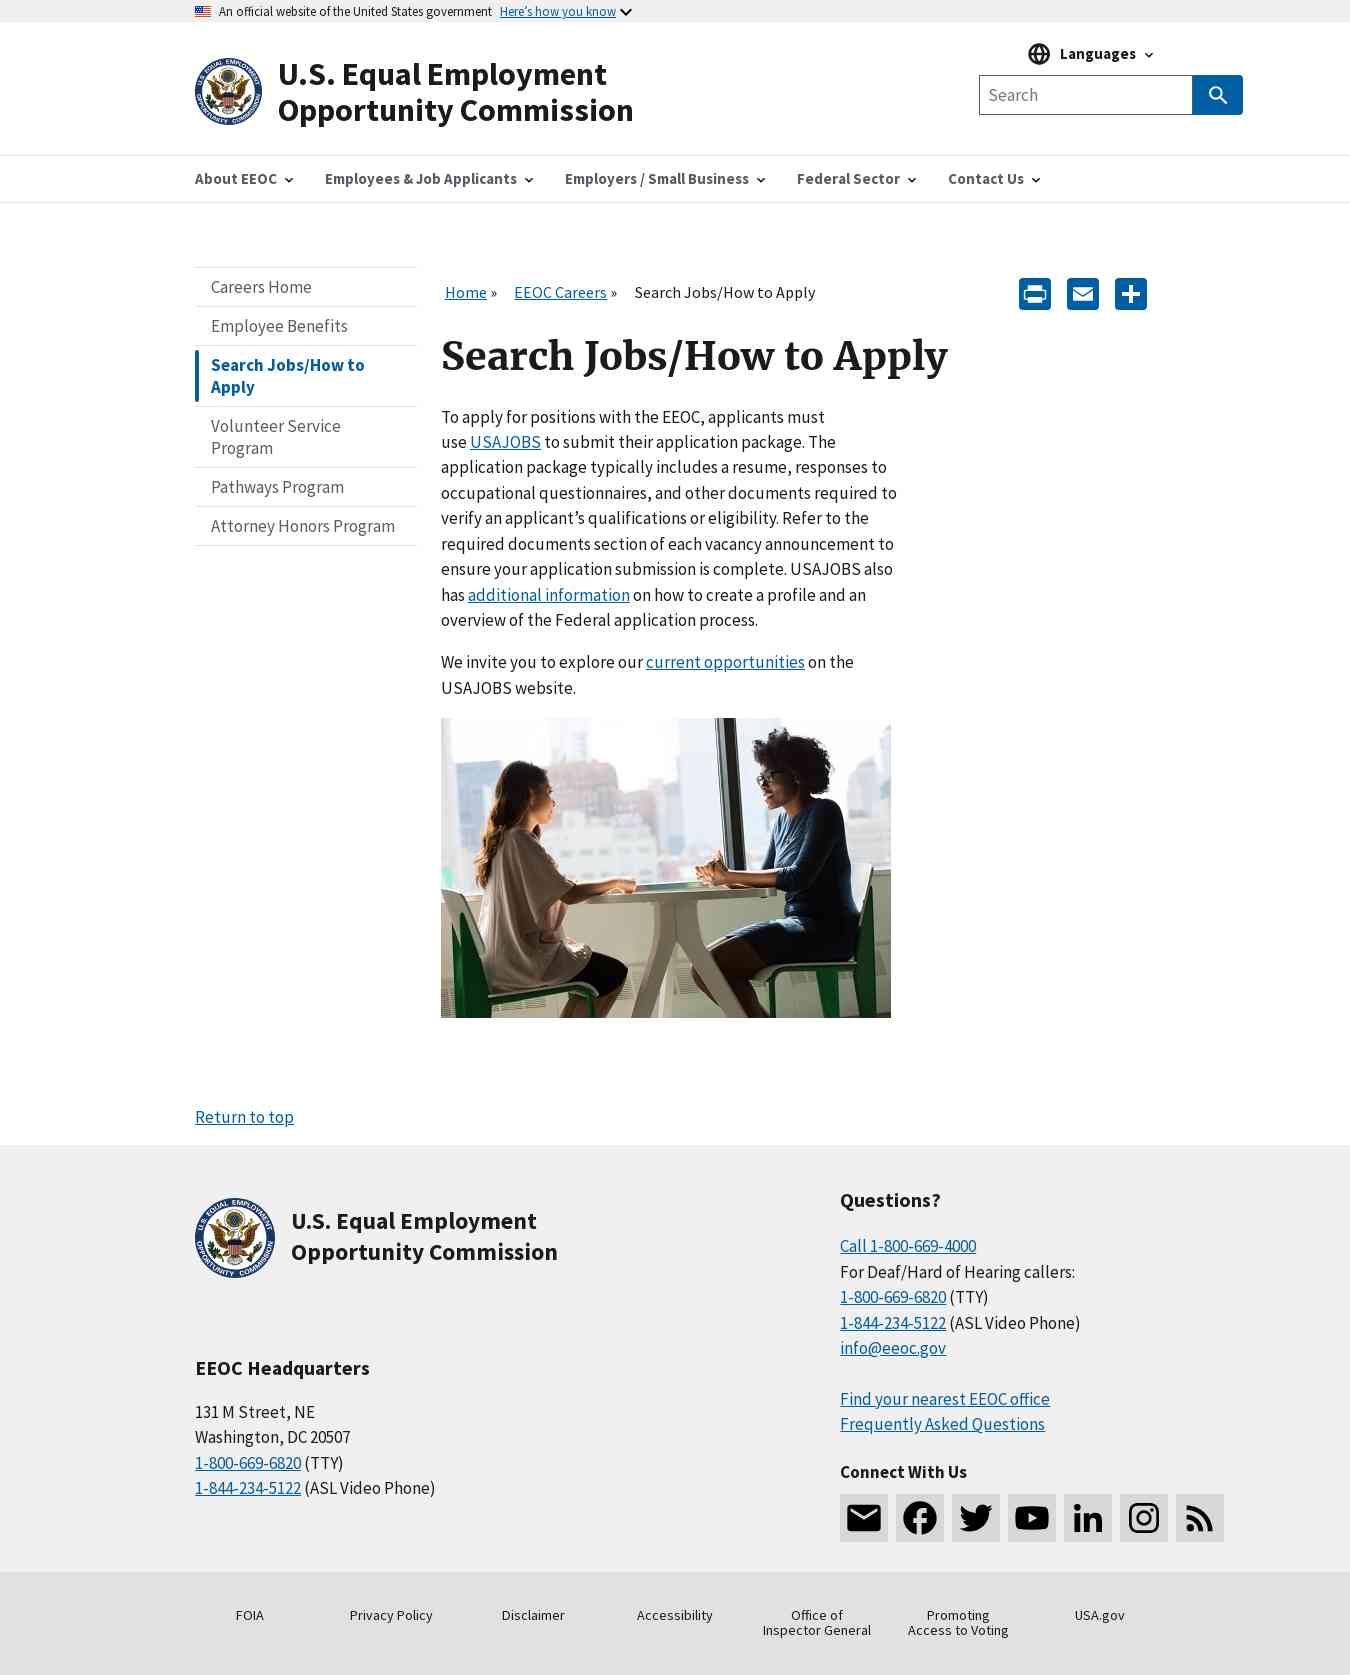 An official website of the United States government Here’s how you know
U.S. Equal Employment
Opportunity Commission
Languages
Search
About EEOC
Employees & Job Applicants
Employers / Small Business
Federal Sector
Contact Us
Careers Home
Employee Benefits
Search Jobs/How to
Apply
Volunteer Service
Program
Pathways Program
Attorney Honors Program
Home » EEOC Careers » Search Jobs/How to Apply
Search Jobs/How to Apply
To apply for positions with the EEOC, applicants must
use USAJOBS to submit their application package. The
application package typically includes a resume, responses to
occupational questionnaires, and other documents required to
verify an applicant’s qualifications or eligibility. Refer to the
required documents section of each vacancy announcement to
ensure your application submission is complete. USAJOBS also
has additional information on how to create a profile and an
overview of the Federal application process.
We invite you to explore our current opportunities on the
USAJOBS website.
Return to top
U.S. EQUAL EMPLOYMENT
OPPORTUNITY COMMISSION
U.S. Equal Employment
Opportunity Commission
EEOC Headquarters
131 M Street, NE
Washington, DC 20507
1-800-669-6820 (TTY)
1-844-234-5122 (ASL Video Phone)
Questions?
Call 1-800-669-4000
For Deaf/Hard of Hearing callers:
1-800-669-6820 (TTY)
1-844-234-5122 (ASL Video Phone)
info@eeoc.gov
Find your nearest EEOC office
Frequently Asked Questions
Connect With Us
FOIA
Privacy Policy
Disclaimer
Accessibility
Office of
Inspector General
Promoting
Access to Voting
USA.gov